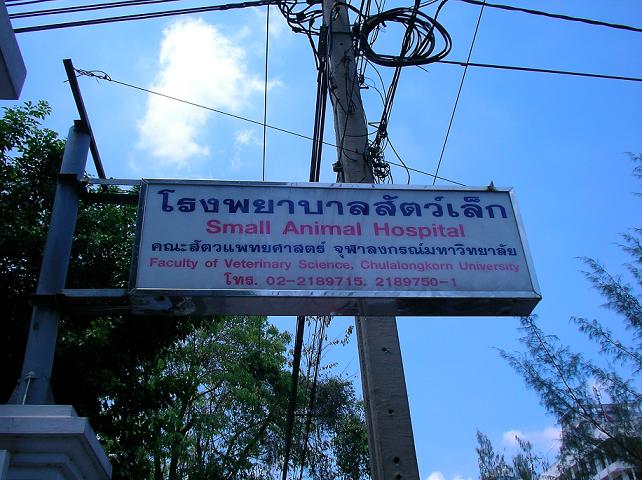 โรงพยาบาลสัตว์เล็ก
Small Animal Hospital
คณะสัตวแพทยศาสตร์ จุฬาลงกรณ์มหาวิทยาลัย
Faculty of Veterinary Science, Chulalongkorn University
โทร. 02-2189715, 2189750-1